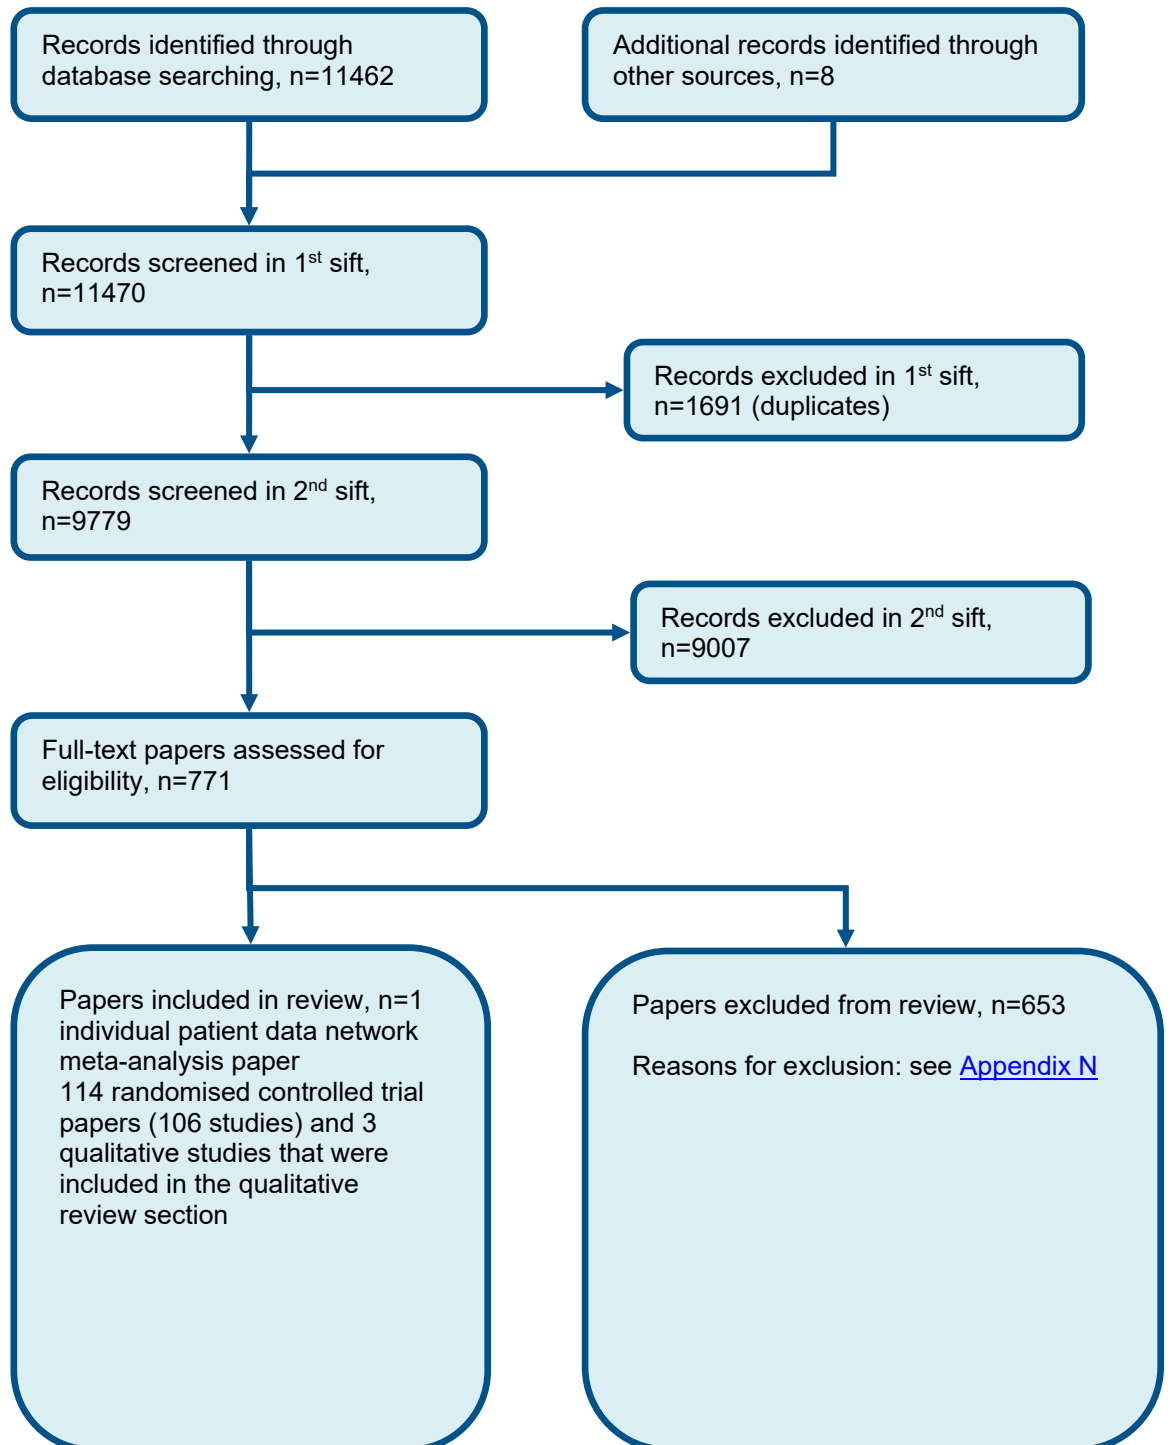 Records identified through
database searching, n=11462
Additional records identified through
other sources, n=8
Records screened in 1st sift,
n=11470
Records excluded in 1st sift,
n=1691 (duplicates)
Records screened in 2nd sift,
n=9779
Records excluded in 2nd sift,
n=9007
Full-text papers assessed for
eligibility, n=771
Papers included in review, n=1
individual patient data network
meta-analysis paper
114 randomised controlled trial
papers (106 studies) and 3
qualitative studies that were
included in the qualitative
review section
Papers excluded from review, n=653
Reasons for exclusion: see Appendix N